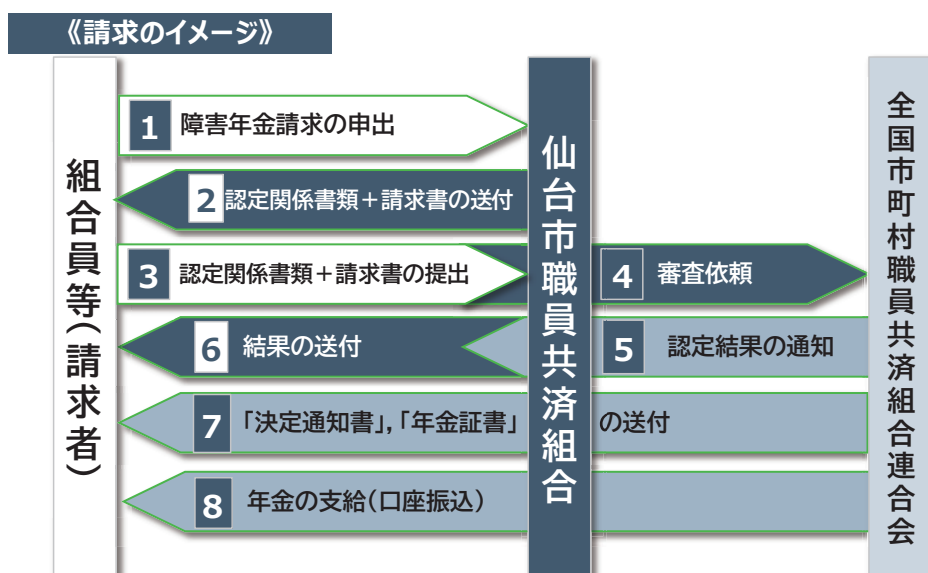 《請求のイメージ》
組合員等(請求者)
仙台市職員共済組合
全国市町村職員共済組合連合会
1 障害年金請求の申出
2 認定関係書類+請求書の送付
3 認定関係書類+請求書の提出
4 審査依頼
6 結果の送付
5 認定結果の通知
7 「決定通知書」,「年金証書」 の送付
8 年金の支給(口座振込)